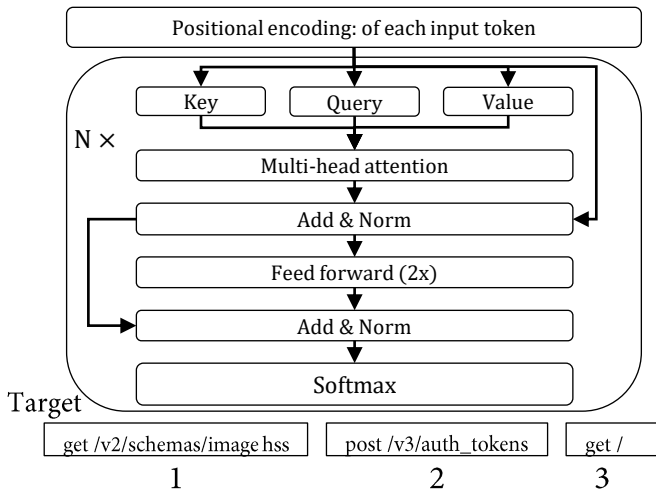 Positional encoding: of each input token
Key Query Value
N ×
Multi-head attention
Add & Norm
Feed forward (2x)
Add & Norm
Softmax
Target
get /v2/schemas/image hss post /v3/auth_tokens get /
1 2 3